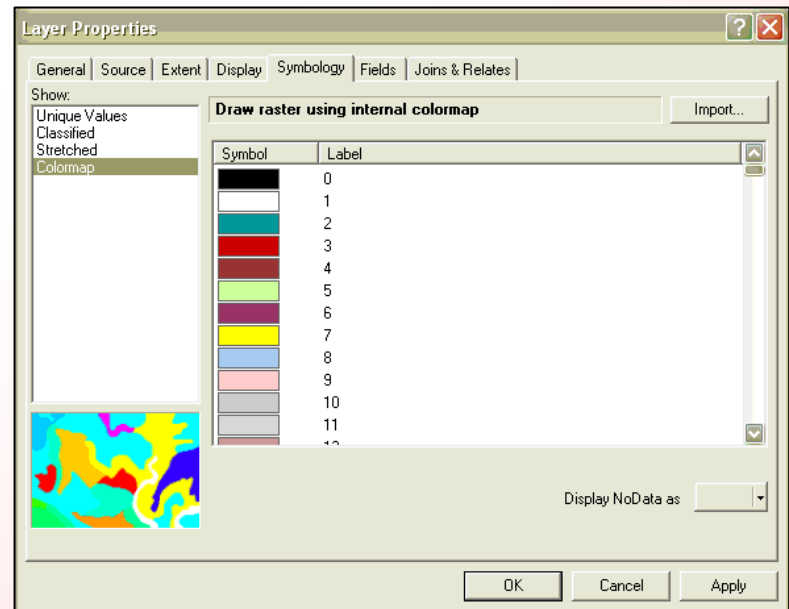 Layer Properties
General Source Extent Display Symbology Fields Joins & Relates
Show:
Unique Values
Classified
Stretched
Colormap
Draw raster using internal colormap
Import...
Symbol Label
0
1
2
3
4
5
6
7
8
9
10
11
Display NoData as
OK Cancel Apply